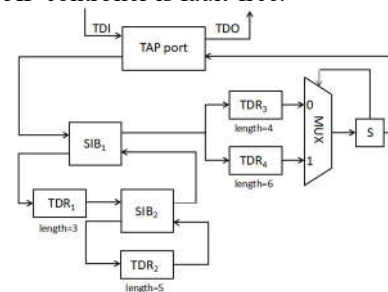 TDI
TDO
TAP port
TDR3
0
length=4
MUX
S
SIB1
TDR4
1
length=6
TDR1
SIB2
length=3
TDR2
length=5